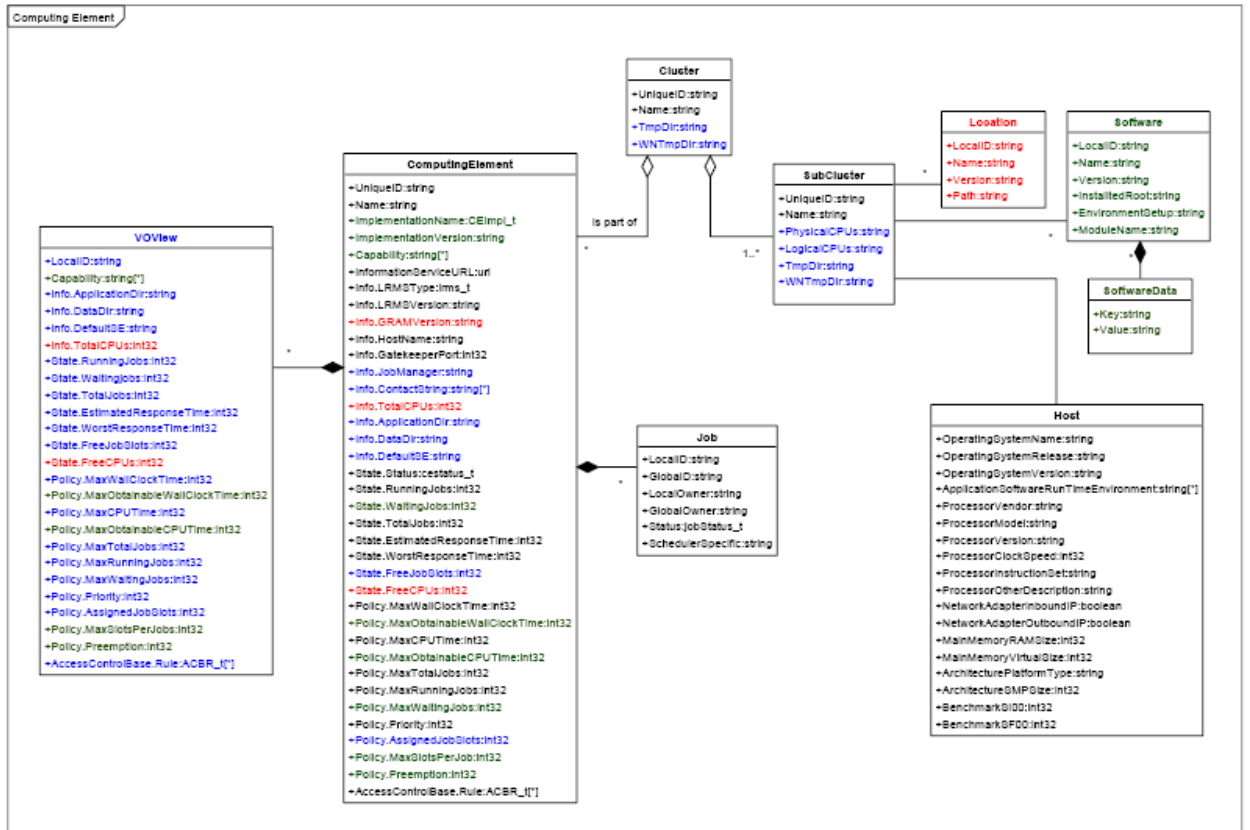 Computing Element
Cluster
+UniqueID:string
+Name:string
+TmpDir:string
+WNTmpDir:string
Location
+LocalID:string
+Name:string
+Version:string
+Path:string
Software
+LocalID:string
+Name:string
+Version:string
+InstalledRoot:string
+EnvironmentSetup:string
+ModuleName:string
ComputingElement
+UniqueID:string
+Name:string
+ImplementationName:CEImpl_t
+ImplementationVersion:string
+Capability:string[*]
+InformationServiceURL:uri
+Info.LRMSType:lrms_t
+Info.LRMSVersion:string
+Info.GRAMVersion:string
+Info.HostName:string
+Info.GatekeeperPort:int32
+Info.JobManager:string
+Info.ContactString:string[*]
+Info.TotalCPUs:int32
+Info.ApplicationDir:string
+Info.DataDir:string
+Info.DefaultSE:string
+State.Status:cestatus_t
+State.RunningJobs:int32
+State.WaitingJobs:int32
+State.TotalJobs:int32
+State.EstimatedResponseTime:int32
+State.WorstResponseTime:int32
+State.FreeJobSlots:int32
+State.FreeCPUs:int32
+Policy.MaxWallClockTime:int32
+Policy.MaxObtainableWallClockTime:int32
+Policy.MaxCPUTime:int32
+Policy.MaxObtainableCPUTime:int32
+Policy.MaxTotalJobs:int32
+Policy.MaxRunningJobs:int32
+Policy.MaxWaitingJobs:int32
+Policy.Priority:int32
+Policy.AssignedJobSlots:int32
+Policy.MaxSlotsPerJob:int32
+Policy.Preemption:int32
+AccessControlBase.Rule:ACBR_t[*]
SubCluster
+UniqueID:string
+Name:string
+PhysicalCPUs:string
+LogicalCPUs:string
+TmpDir:string
+WNTmpDir:string
is part of
*
1..*
*
*
*
VOView
+LocalID:string
+Capability:string[*]
+Info.ApplicationDir:string
+Info.DataDir:string
+Info.DefaultSE:string
+Info.TotalCPUs:int32
+State.RunningJobs:int32
+State.WaitingJobs:int32
+State.TotalJobs:int32
+State.EstimatedResponseTime:int32
+State.WorstResponseTime:int32
+State.FreeJobSlots:int32
+State.FreeCPUs:int32
+Policy.MaxWallClockTime:int32
+Policy.MaxObtainableWallClockTime:int32
+Policy.MaxCPUTime:int32
+Policy.MaxObtainableCPUTime:int32
+Policy.MaxTotalJobs:int32
+Policy.MaxRunningJobs:int32
+Policy.MaxWaitingJobs:int32
+Policy.Priority:int32
+Policy.AssignedJobSlots:int32
+Policy.MaxSlotsPerJobs:int32
+Policy.Preemption:int32
+AccessControlBase.Rule:ACBR_t[*]
*
SoftwareData
+Key:string
+Value:string
Job
+LocalID:string
+GlobalID:string
+LocalOwner:string
+GlobalOwner:string
+Status:jobStatus_t
+SchedulerSpecific:string
*
Host
+OperatingSystemName:string
+OperatingSystemRelease:string
+OperatingSystemVersion:string
+ApplicationSoftwareRunTimeEnvironment:string[*]
+ProcessorVendor:string
+ProcessorModel:string
+ProcessorVersion:string
+ProcessorClockSpeed:int32
+ProcessorInstructionSet:string
+ProcessorOtherDescription:string
+NetworkAdapterInboundIP:boolean
+NetworkAdapterOutboundIP:boolean
+MainMemoryRAMSize:int32
+MainMemoryVirtualSize:int32
+ArchitecturePlatformType:string
+ArchitectureSMPSize:int32
+BenchmarkSI00:int32
+BenchmarkSF00:int32